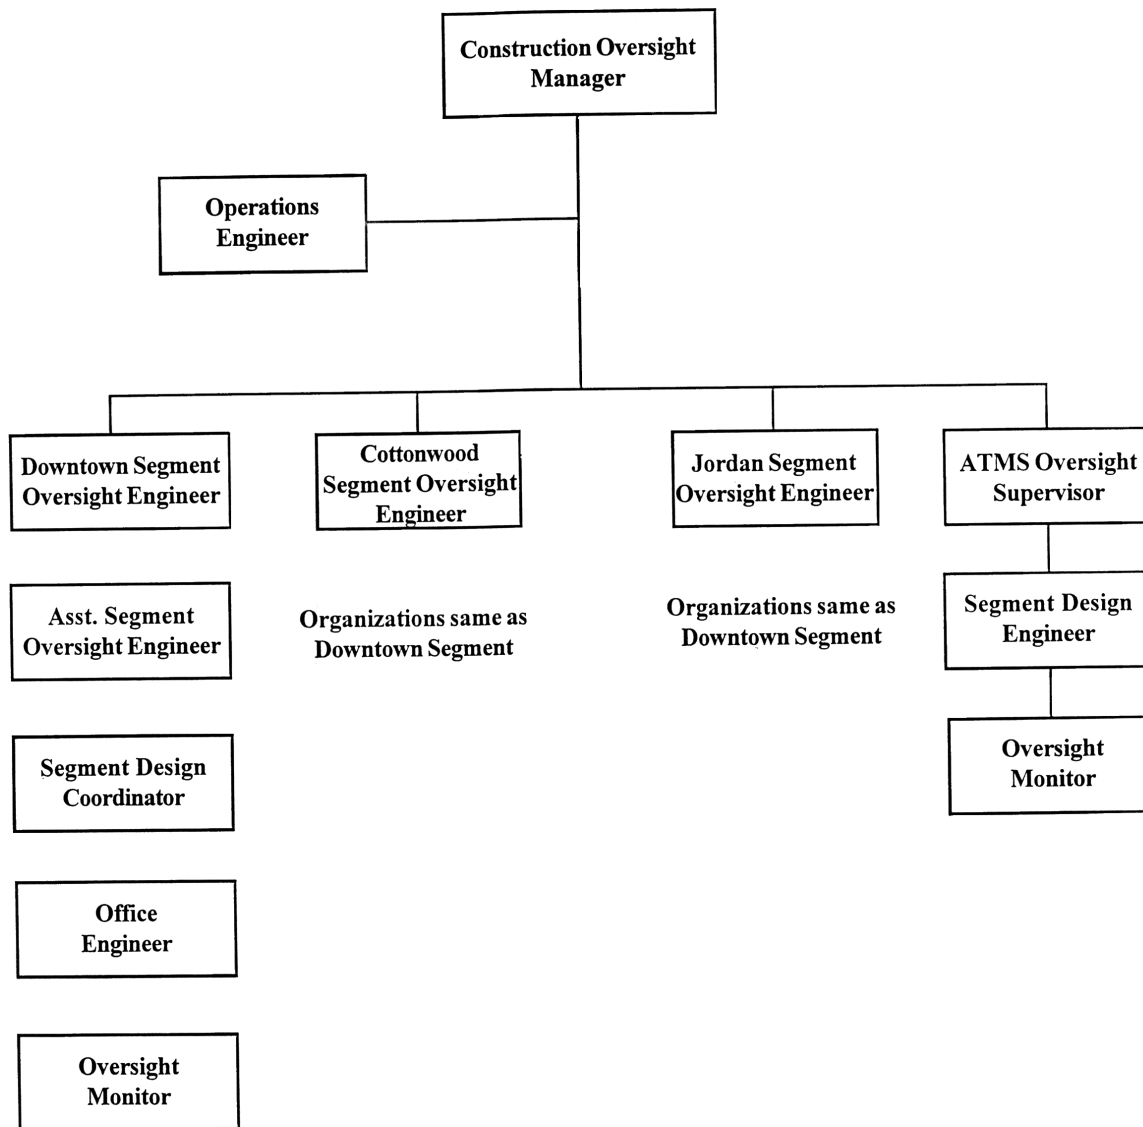 Construction Oversight
Manager
Operations
Engineer
Downtown Segment
Oversight Engineer
Cottonwood
Segment Oversight
Engineer
Jordan Segment
Oversight Engineer
ATMS Oversight
Supervisor
Asst. Segment
Oversight Engineer
Organizations same as
Downtown Segment
Organizations same as
Downtown Segment
Segment Design
Engineer
Segment Design
Coordinator
Oversight
Monitor
Office
Engineer
Oversight
Monitor